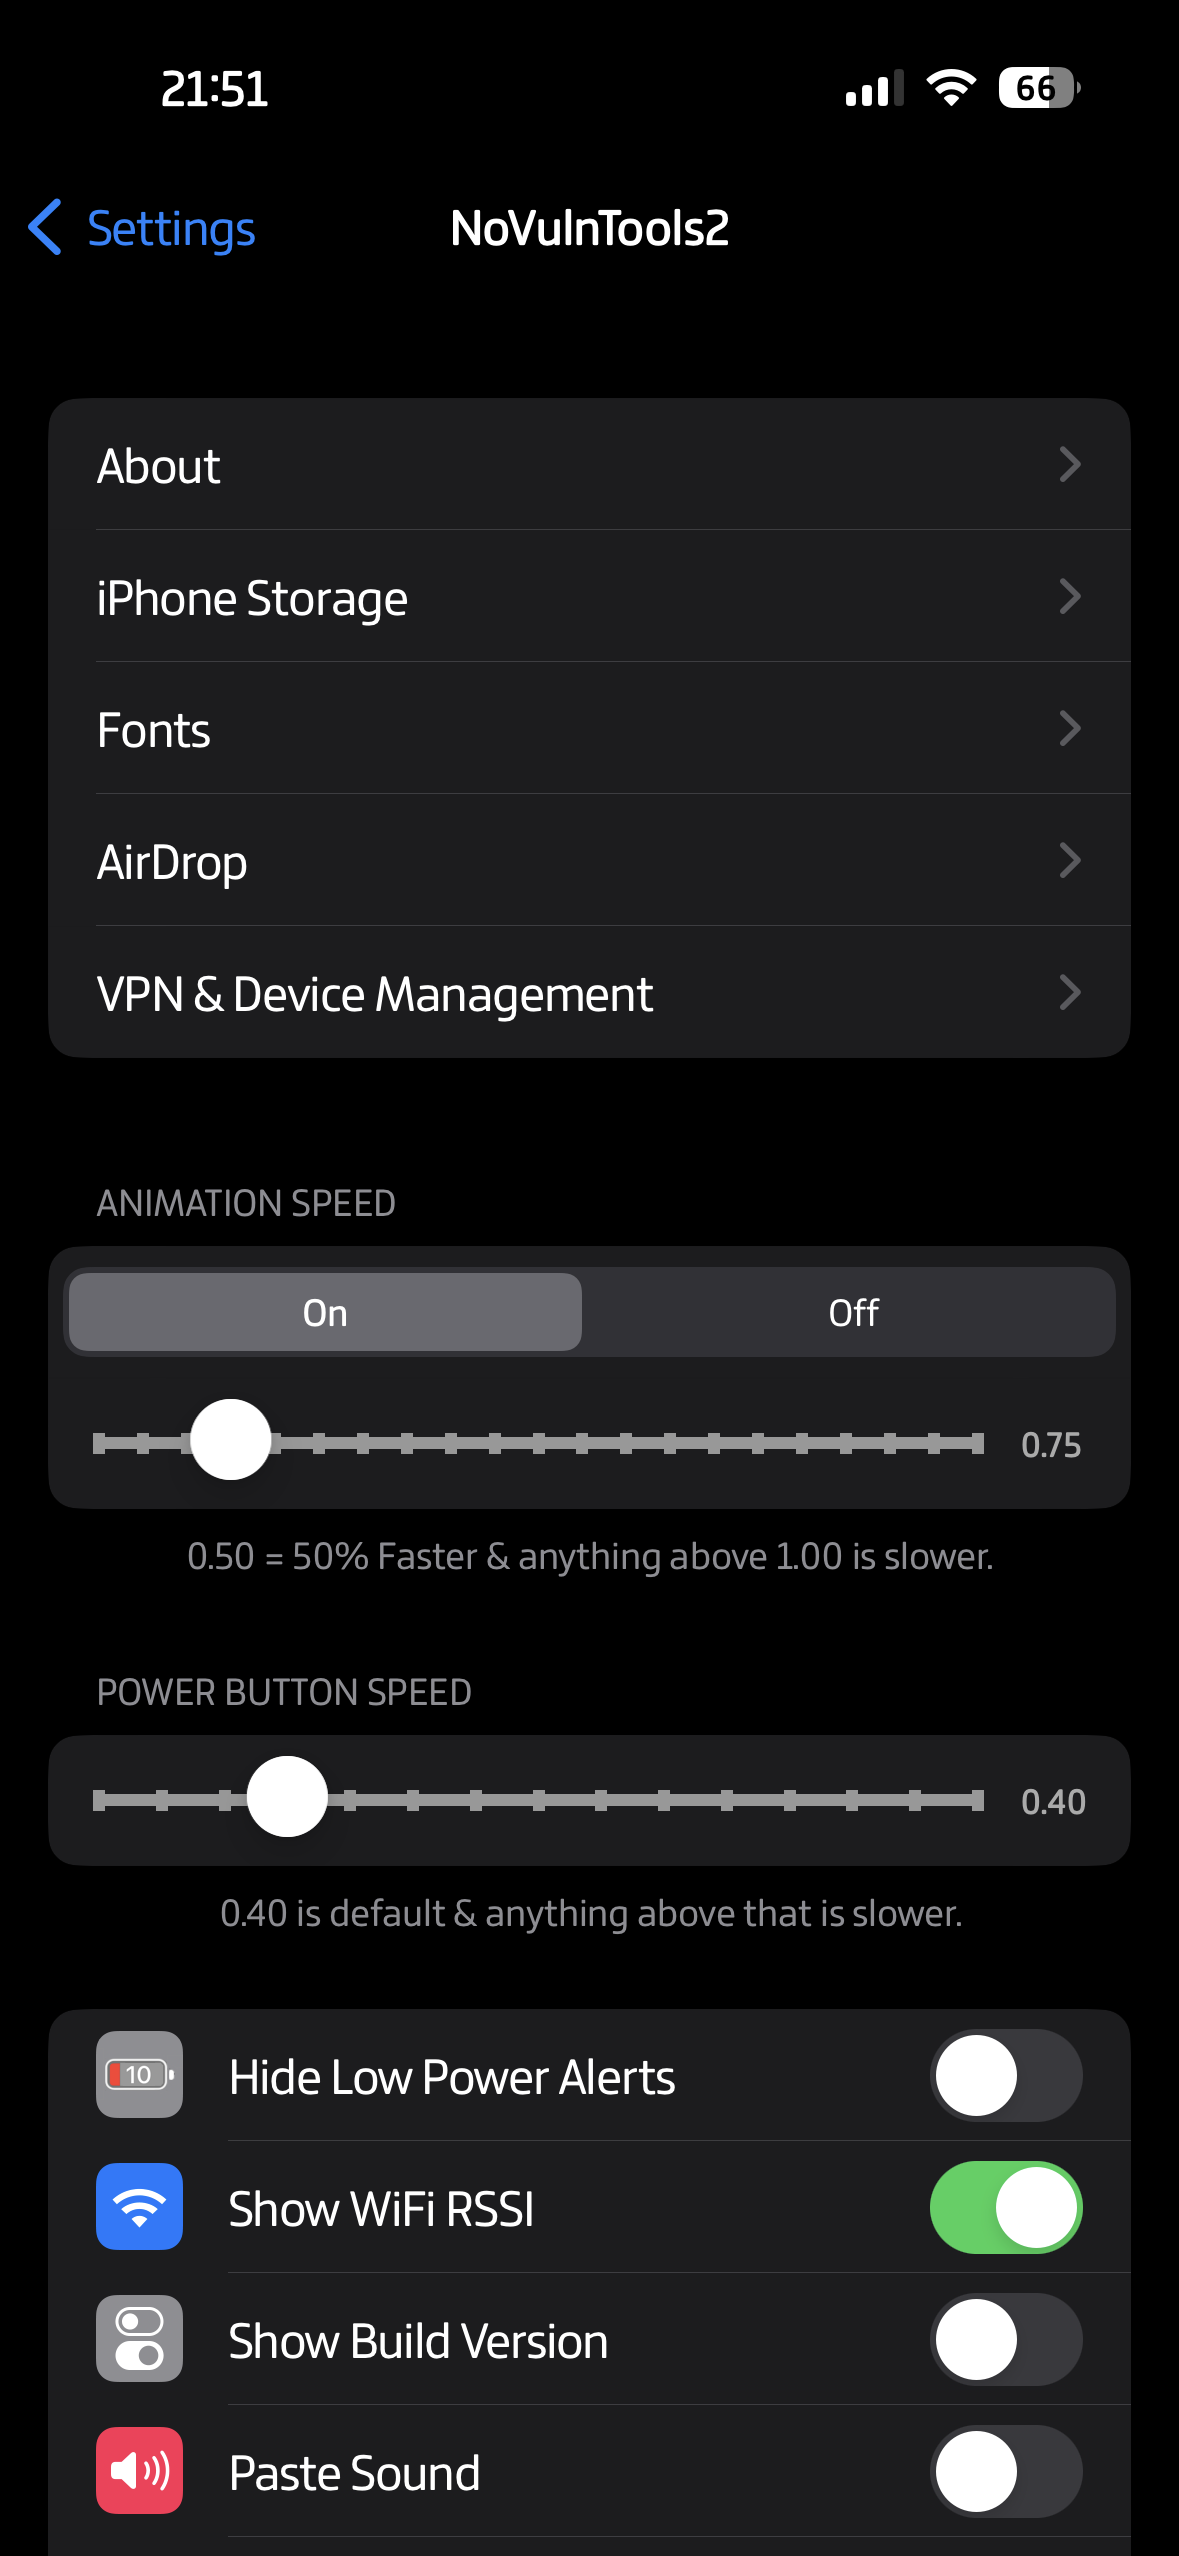 21:51
66
Settings
NoVulnTools2
About
iPhone Storage
Fonts
AirDrop
VPN & Device Management
ANIMATION SPEED
On
Off
0.75
0.50 = 50% Faster & anything above 1.00 is slower.
POWER BUTTON SPEED
0.40
0.40 is default & anything above that is slower.
10
Hide Low Power Alerts
Show WiFi RSSI
Show Build Version
Paste Sound